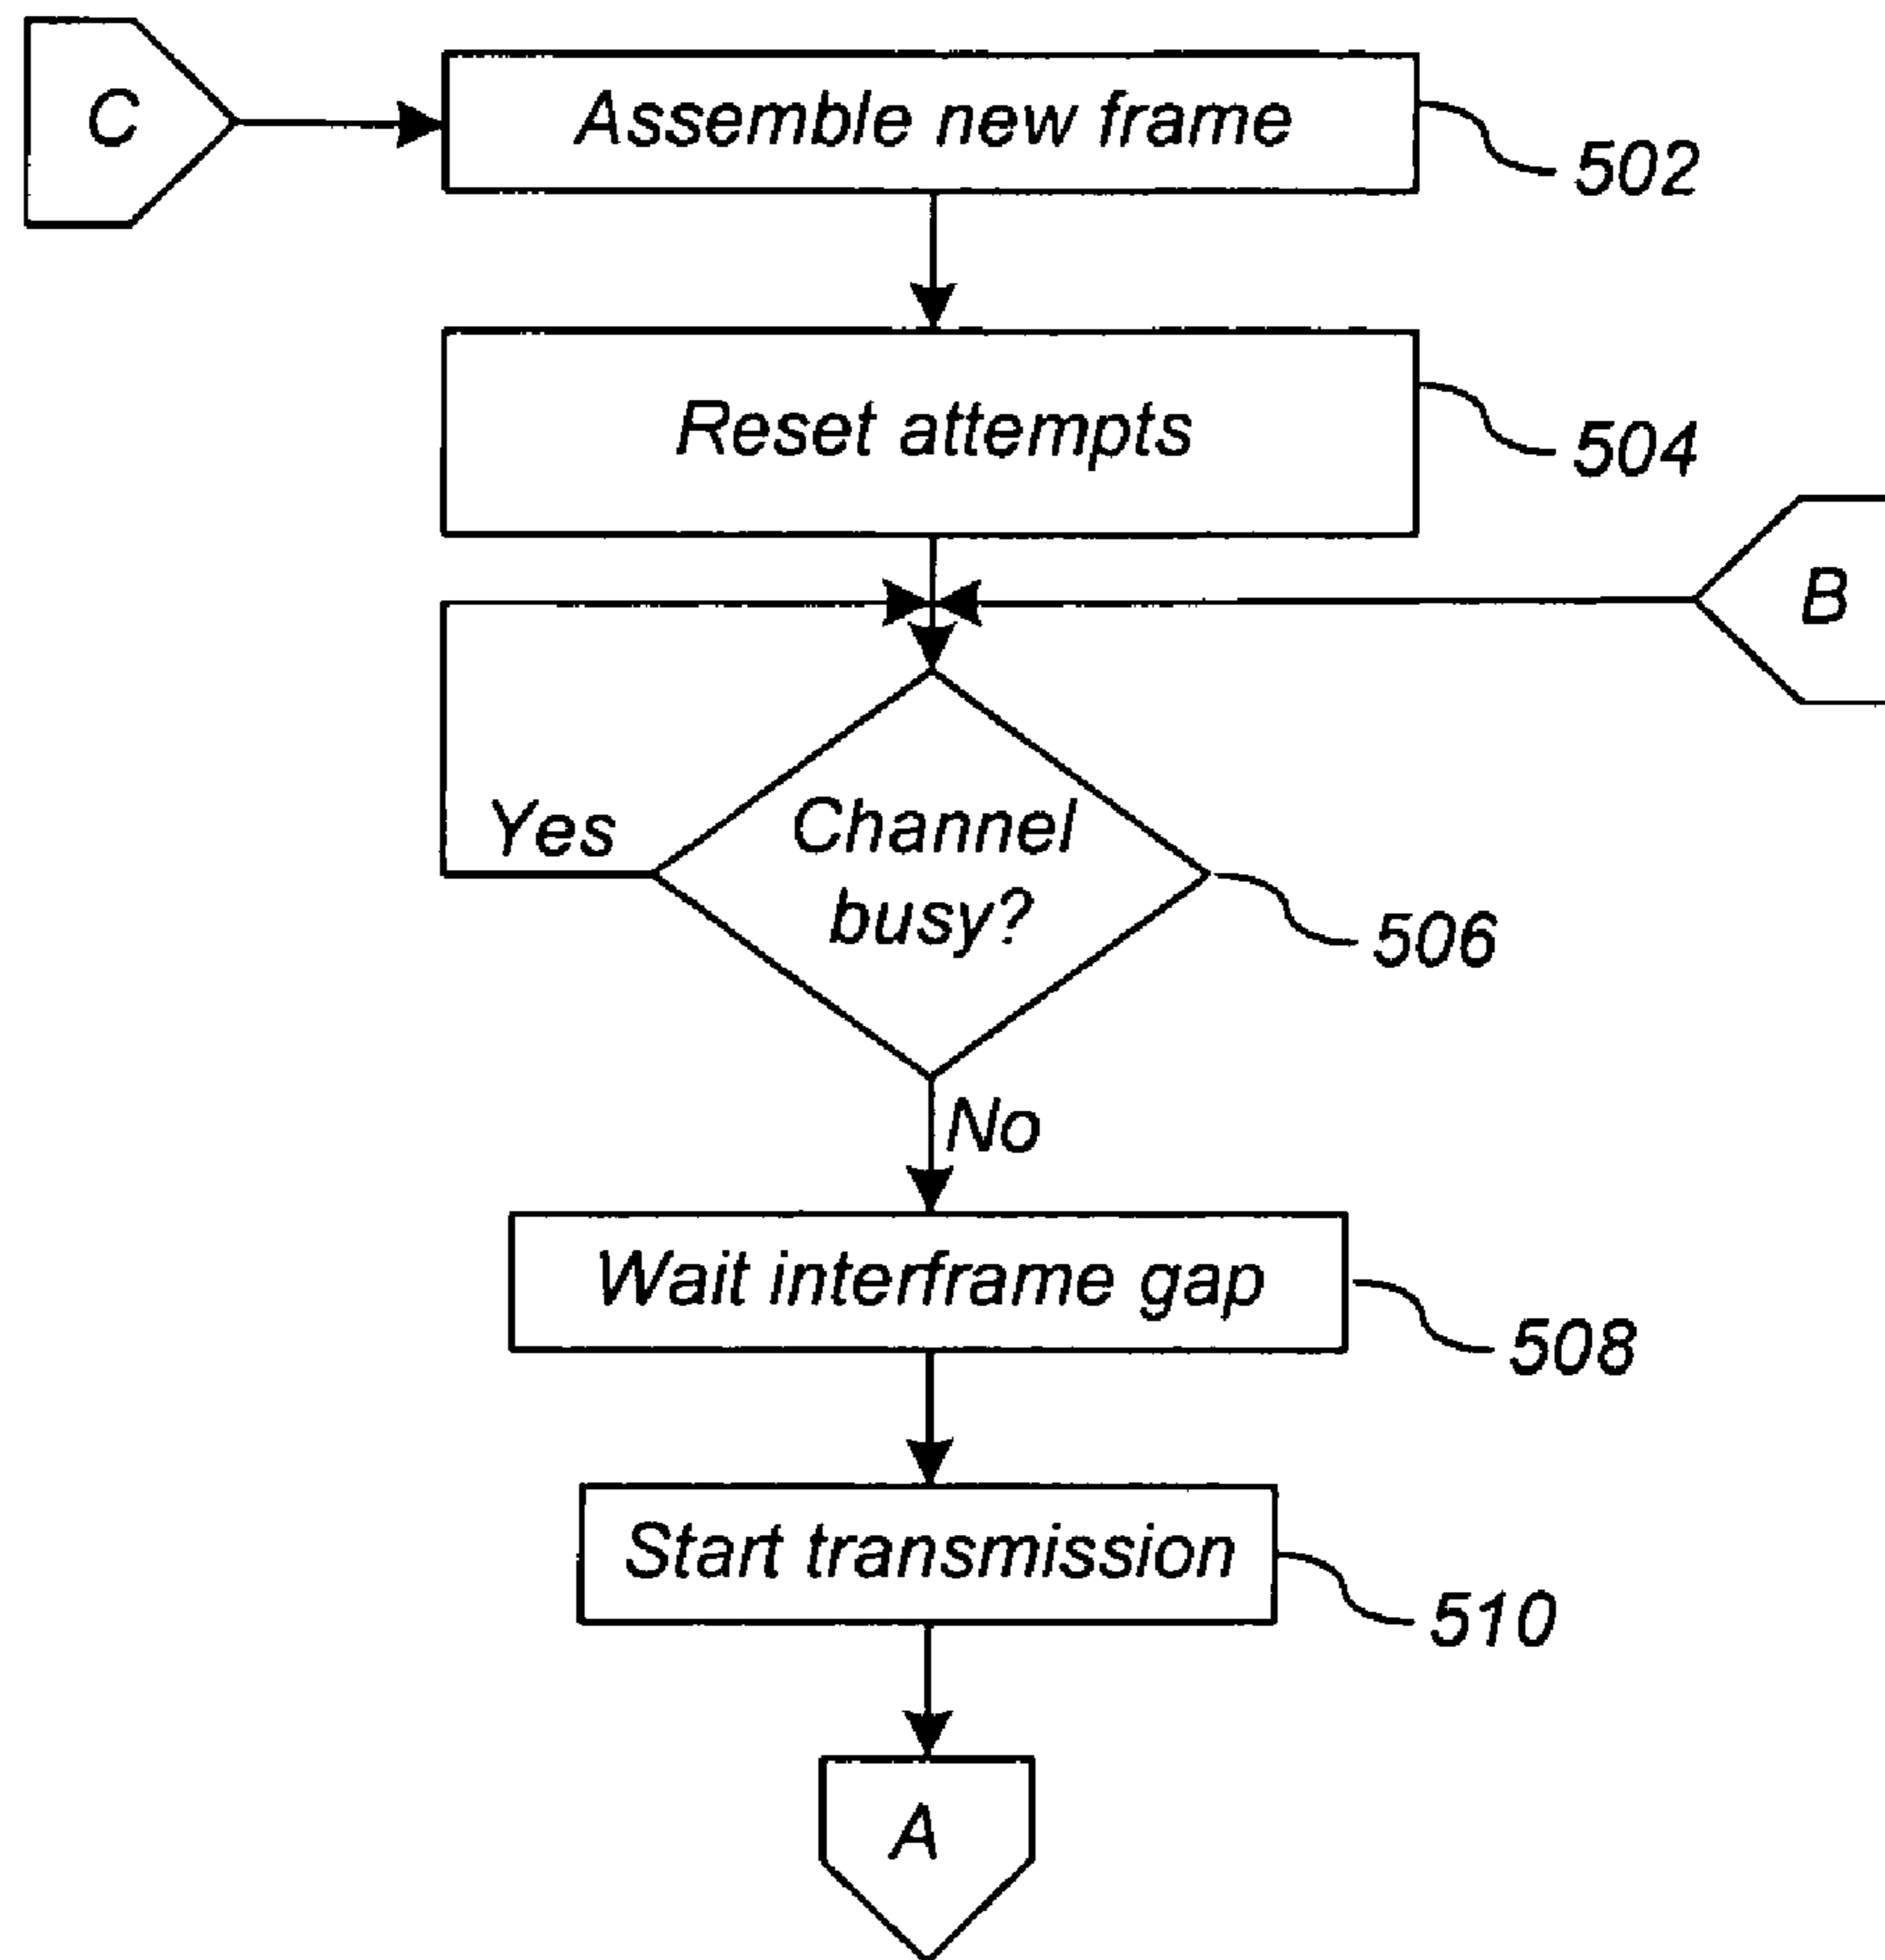 C
Assemble new frame
502
Reset attempts
504
B
Yes
Channel
busy?
506
No
Wait interframe gap
508
Start transmission
510
A